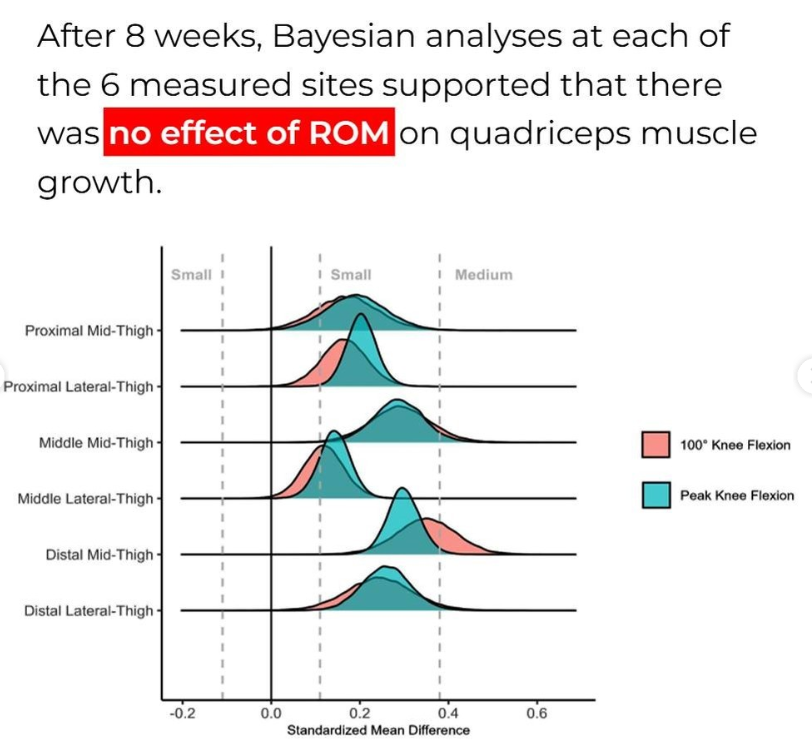 After 8 weeks, Bayesian analyses at each of
the 6 measured sites supported that there
was no effect of ROM on quadriceps muscle
growth.
Small Small Medium
Proximal Mid-Thigh
Proximal Lateral-Thigh
Middle Mid-Thigh
Middle Lateral-Thigh
Distal Mid-Thigh
Distal Lateral-Thigh
100° Knee Flexion
Peak Knee Flexion
-0.2 0.0 0.2 0.4 0.6
Standardized Mean Difference